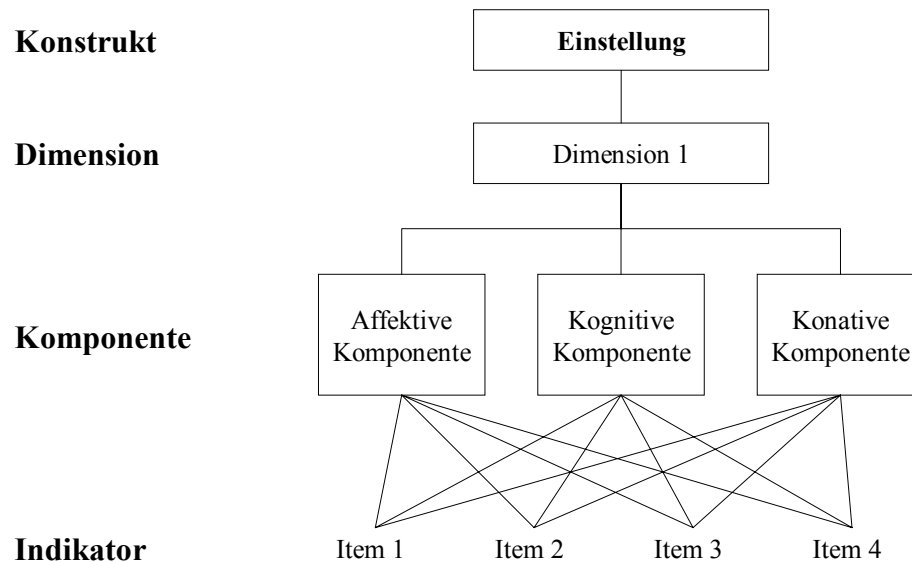 Konstrukt
Einstellung
Dimension
Dimension 1
Komponente
Affektive
Komponente
Kognitive
Komponente
Konative
Komponente
Indikator
Item 1
Item 2
Item 3
Item 4